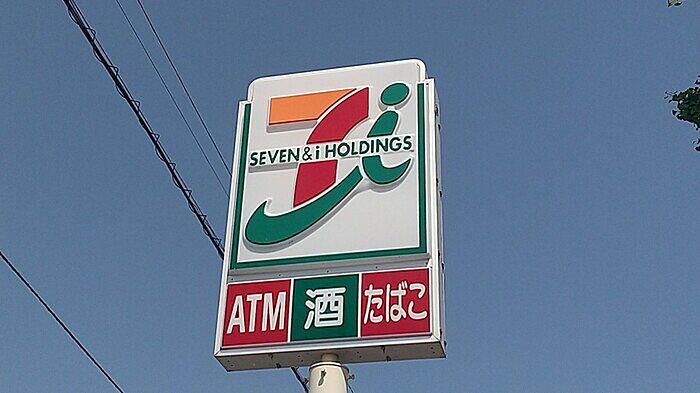 SEVEN & i HOLDINGS
ATM 酒 たばこ